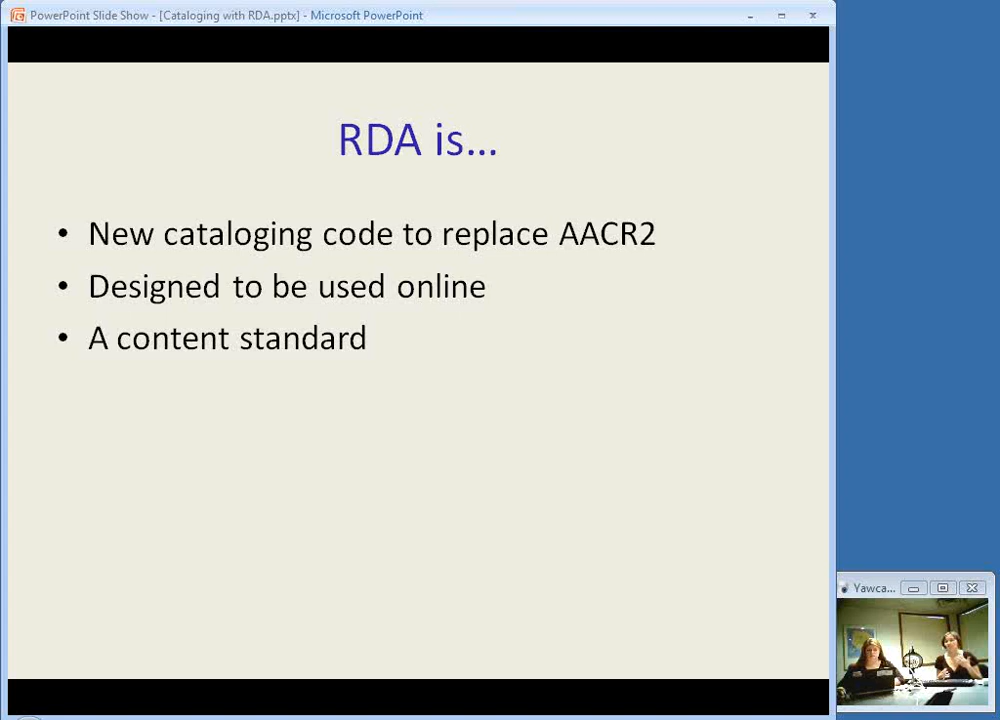 PowerPoint Slide Show - [Cataloging with RDA.pptx] - Microsoft PowerPoint
RDA is...
• New cataloging code to replace AACR2
• Designed to be used online
• A content standard
Yawca...